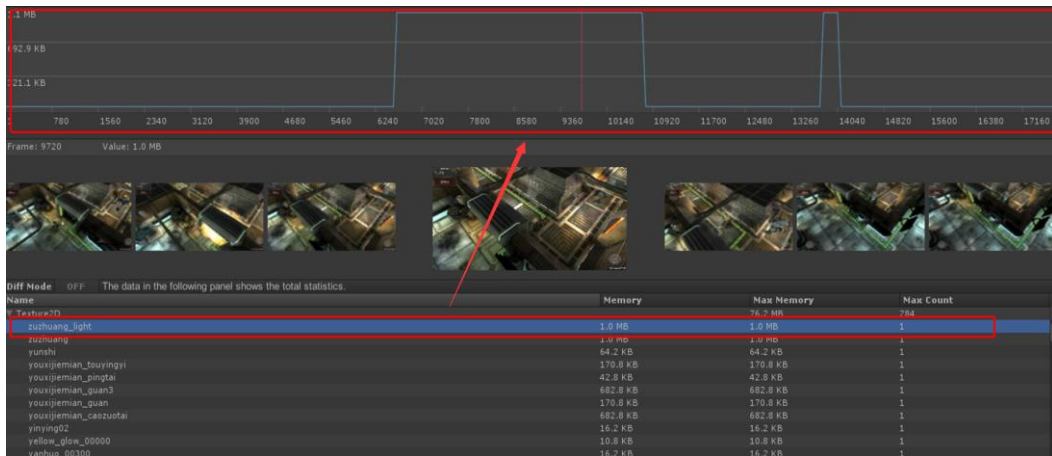 1.1 MB
692.9 KB
321.1 KB
780 1560 2340 3120 3900 4680 5460 6240 7020 7800 8580 9360 10140 10920 11700 12480 13260 14040 14820 15600 16380 17160
Frame: 9720 Value: 1.0 MB
Diff Mode OFF The data in the following panel shows the total statistics.
Name Memory Max Memory Max Count
Texture2D 76.2 MB 284
zuzhuang_light 1.0 MB 1.0 MB 1
zuzhuang 1.0 MB 1.0 MB 1
yunshi 64.2 KB 64.2 KB 1
youxijiemian_touyingyi 170.8 KB 170.8 KB 1
youxijiemian_pingtai 42.8 KB 42.8 KB 1
youxijiemian_guan3 682.8 KB 682.8 KB 1
youxijiemian_guan 170.8 KB 170.8 KB 1
youxijiemian_caozuotai 682.8 KB 682.8 KB 1
yinying02 16.2 KB 16.2 KB 1
yellow_glow_00000 10.8 KB 10.8 KB 1
yanhuo_00300 16.2 KB 16.2 KB 1